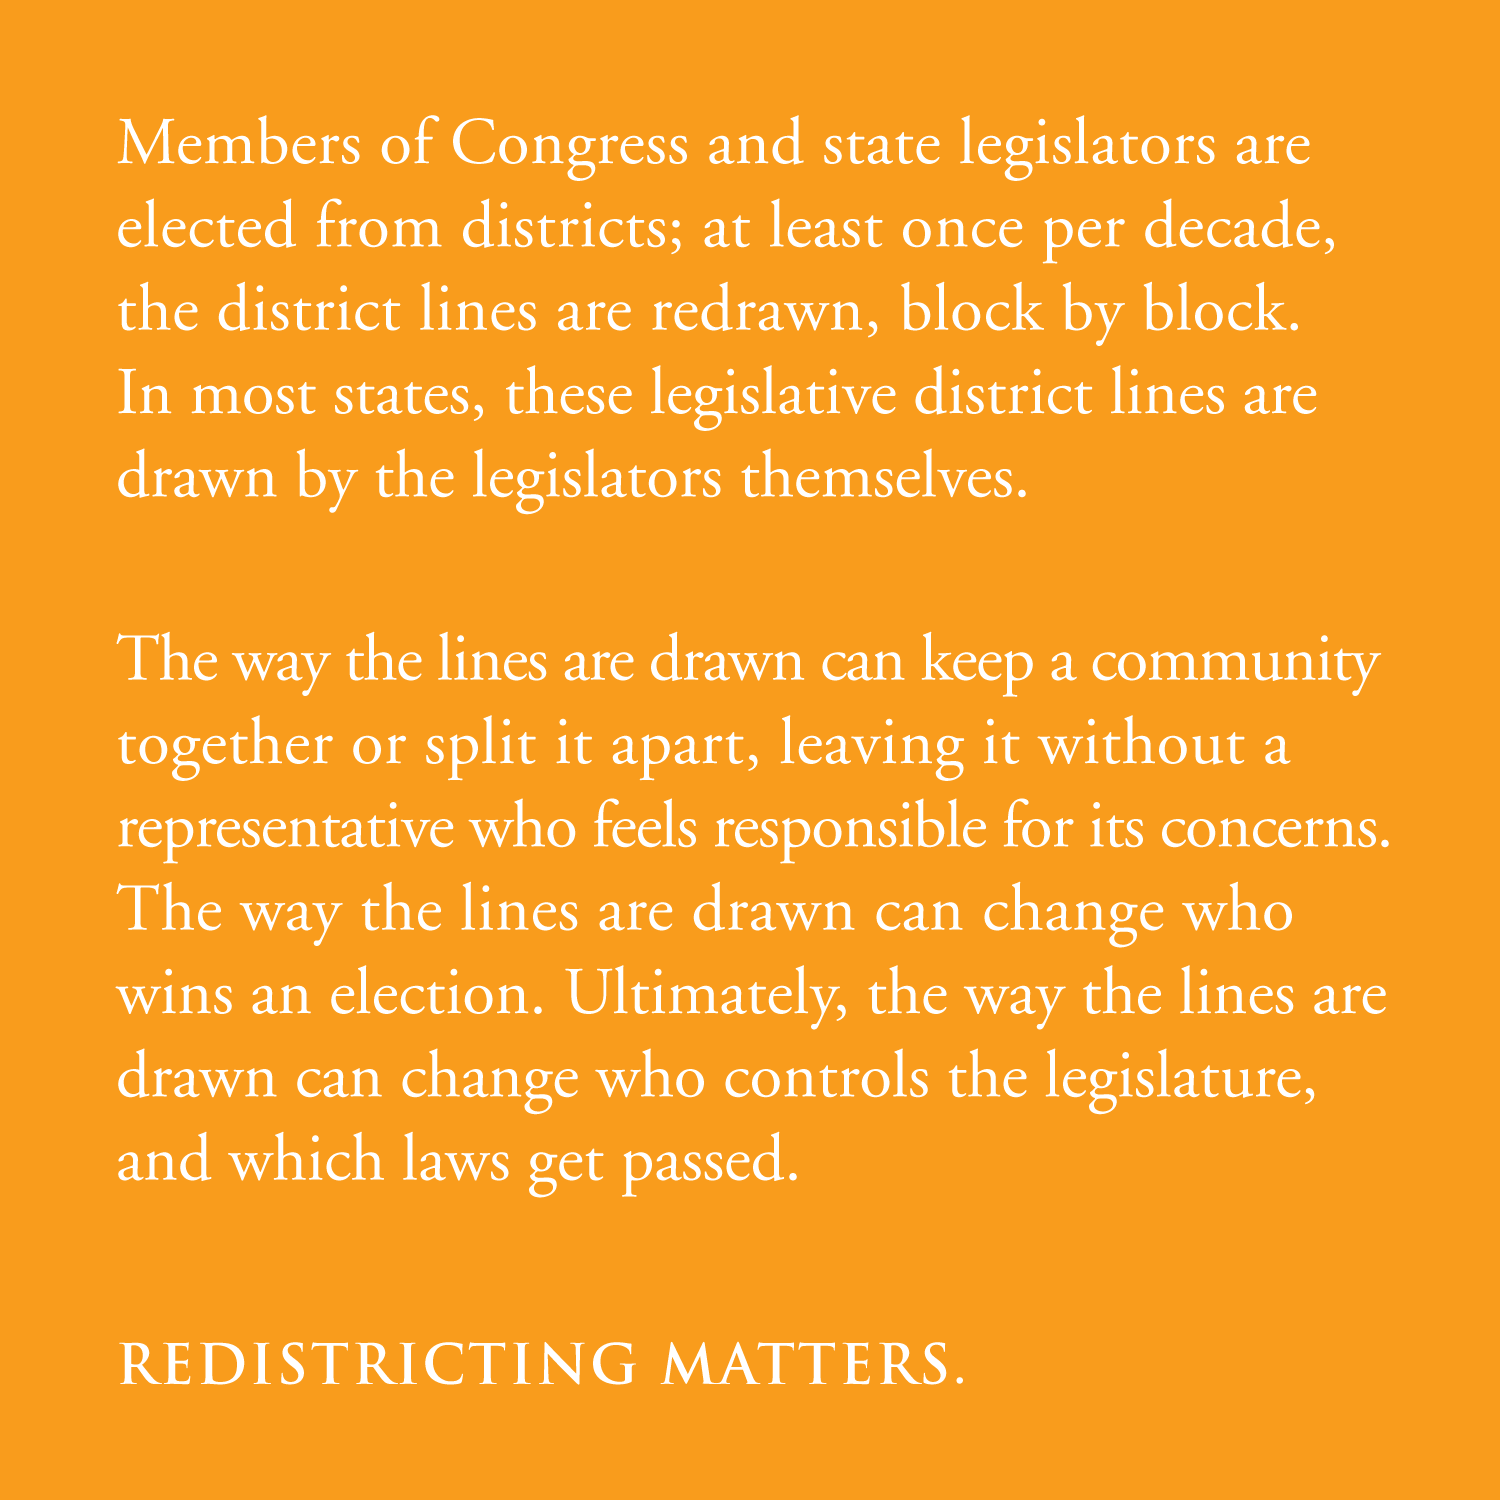 Members of Congress and state legislators are
elected from districts; at least once per decade,
the district lines are redrawn, block by block.
In most states, these legislative district lines are
drawn by the legislators themselves.
The way the lines are drawn can keep a community
together or split it apart, leaving it without a
representative who feels responsible for its concerns.
The way the lines are drawn can change who
wins an election. Ultimately, the way the lines are
drawn can change who controls the legislature,
and which laws get passed.
REDISTRICTING MATTERS.